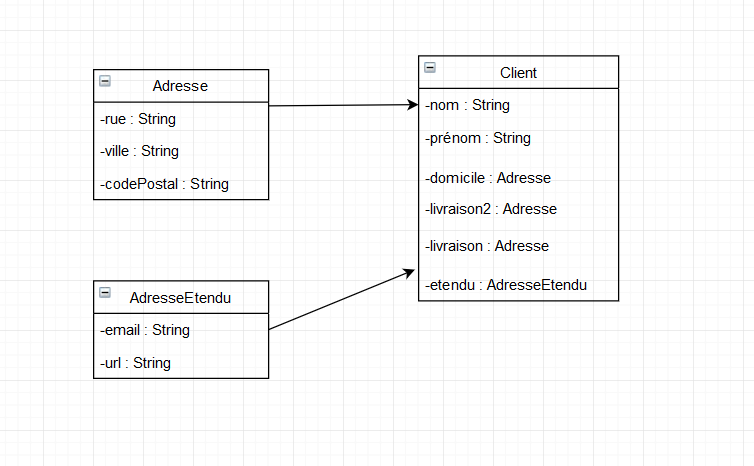 Adresse
-rue : String
-ville : String
-codePostal : String
Client
-nom : String
-prénom : String
-domicile : Adresse
-livraison2 : Adresse
-livraison : Adresse
-etendu : AdresseEtendu
AdresseEtendu
-email : String
-url : String